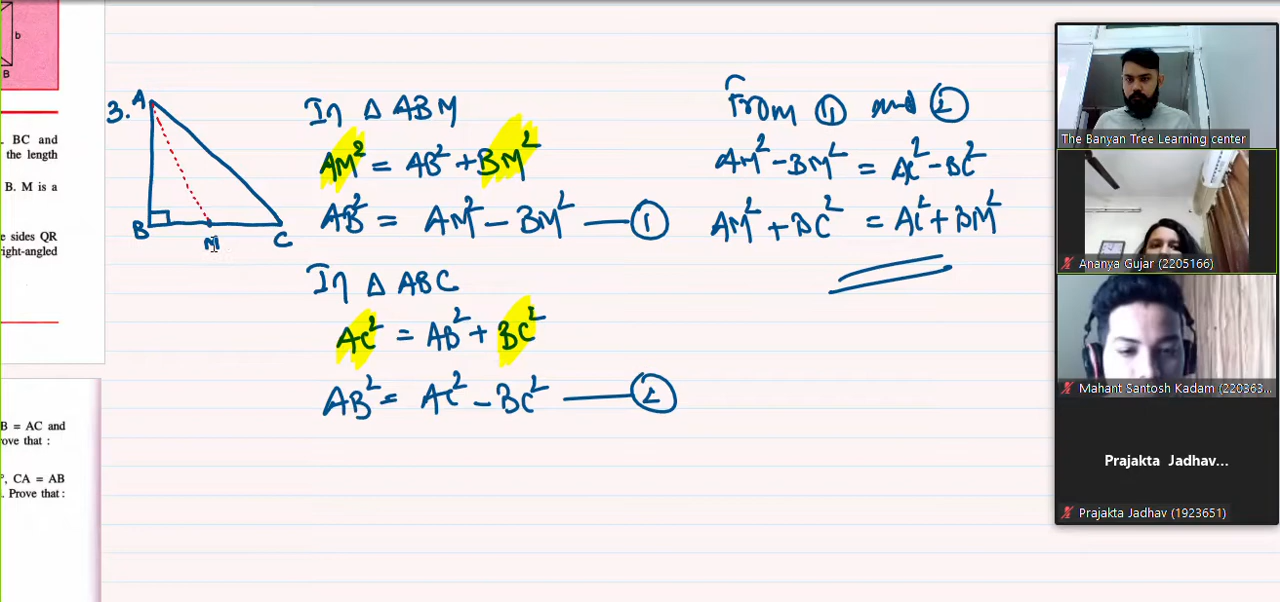 b
B
. BC and
the length
B. M is a
e sides QR
ight-angled
B = AC and
ove that :
°, CA = AB
. Prove that :
3. A
B
M
C
In Δ ABM
AM² = AB² + BM²
AB² = AM² - BM² —— ①
In Δ ABC
AC² = AB² + BC²
AB² = AC² - BC² —— ②
From ① and ②
AM² - BM² = AC² - BC²
AM² + BC² = AC² + BM²
The Banyan Tree Learning center
Ananya Gujar (2205166)
Mahant Santosh Kadam (220363...
Prajakta Jadhav...
Prajakta Jadhav (1923651)